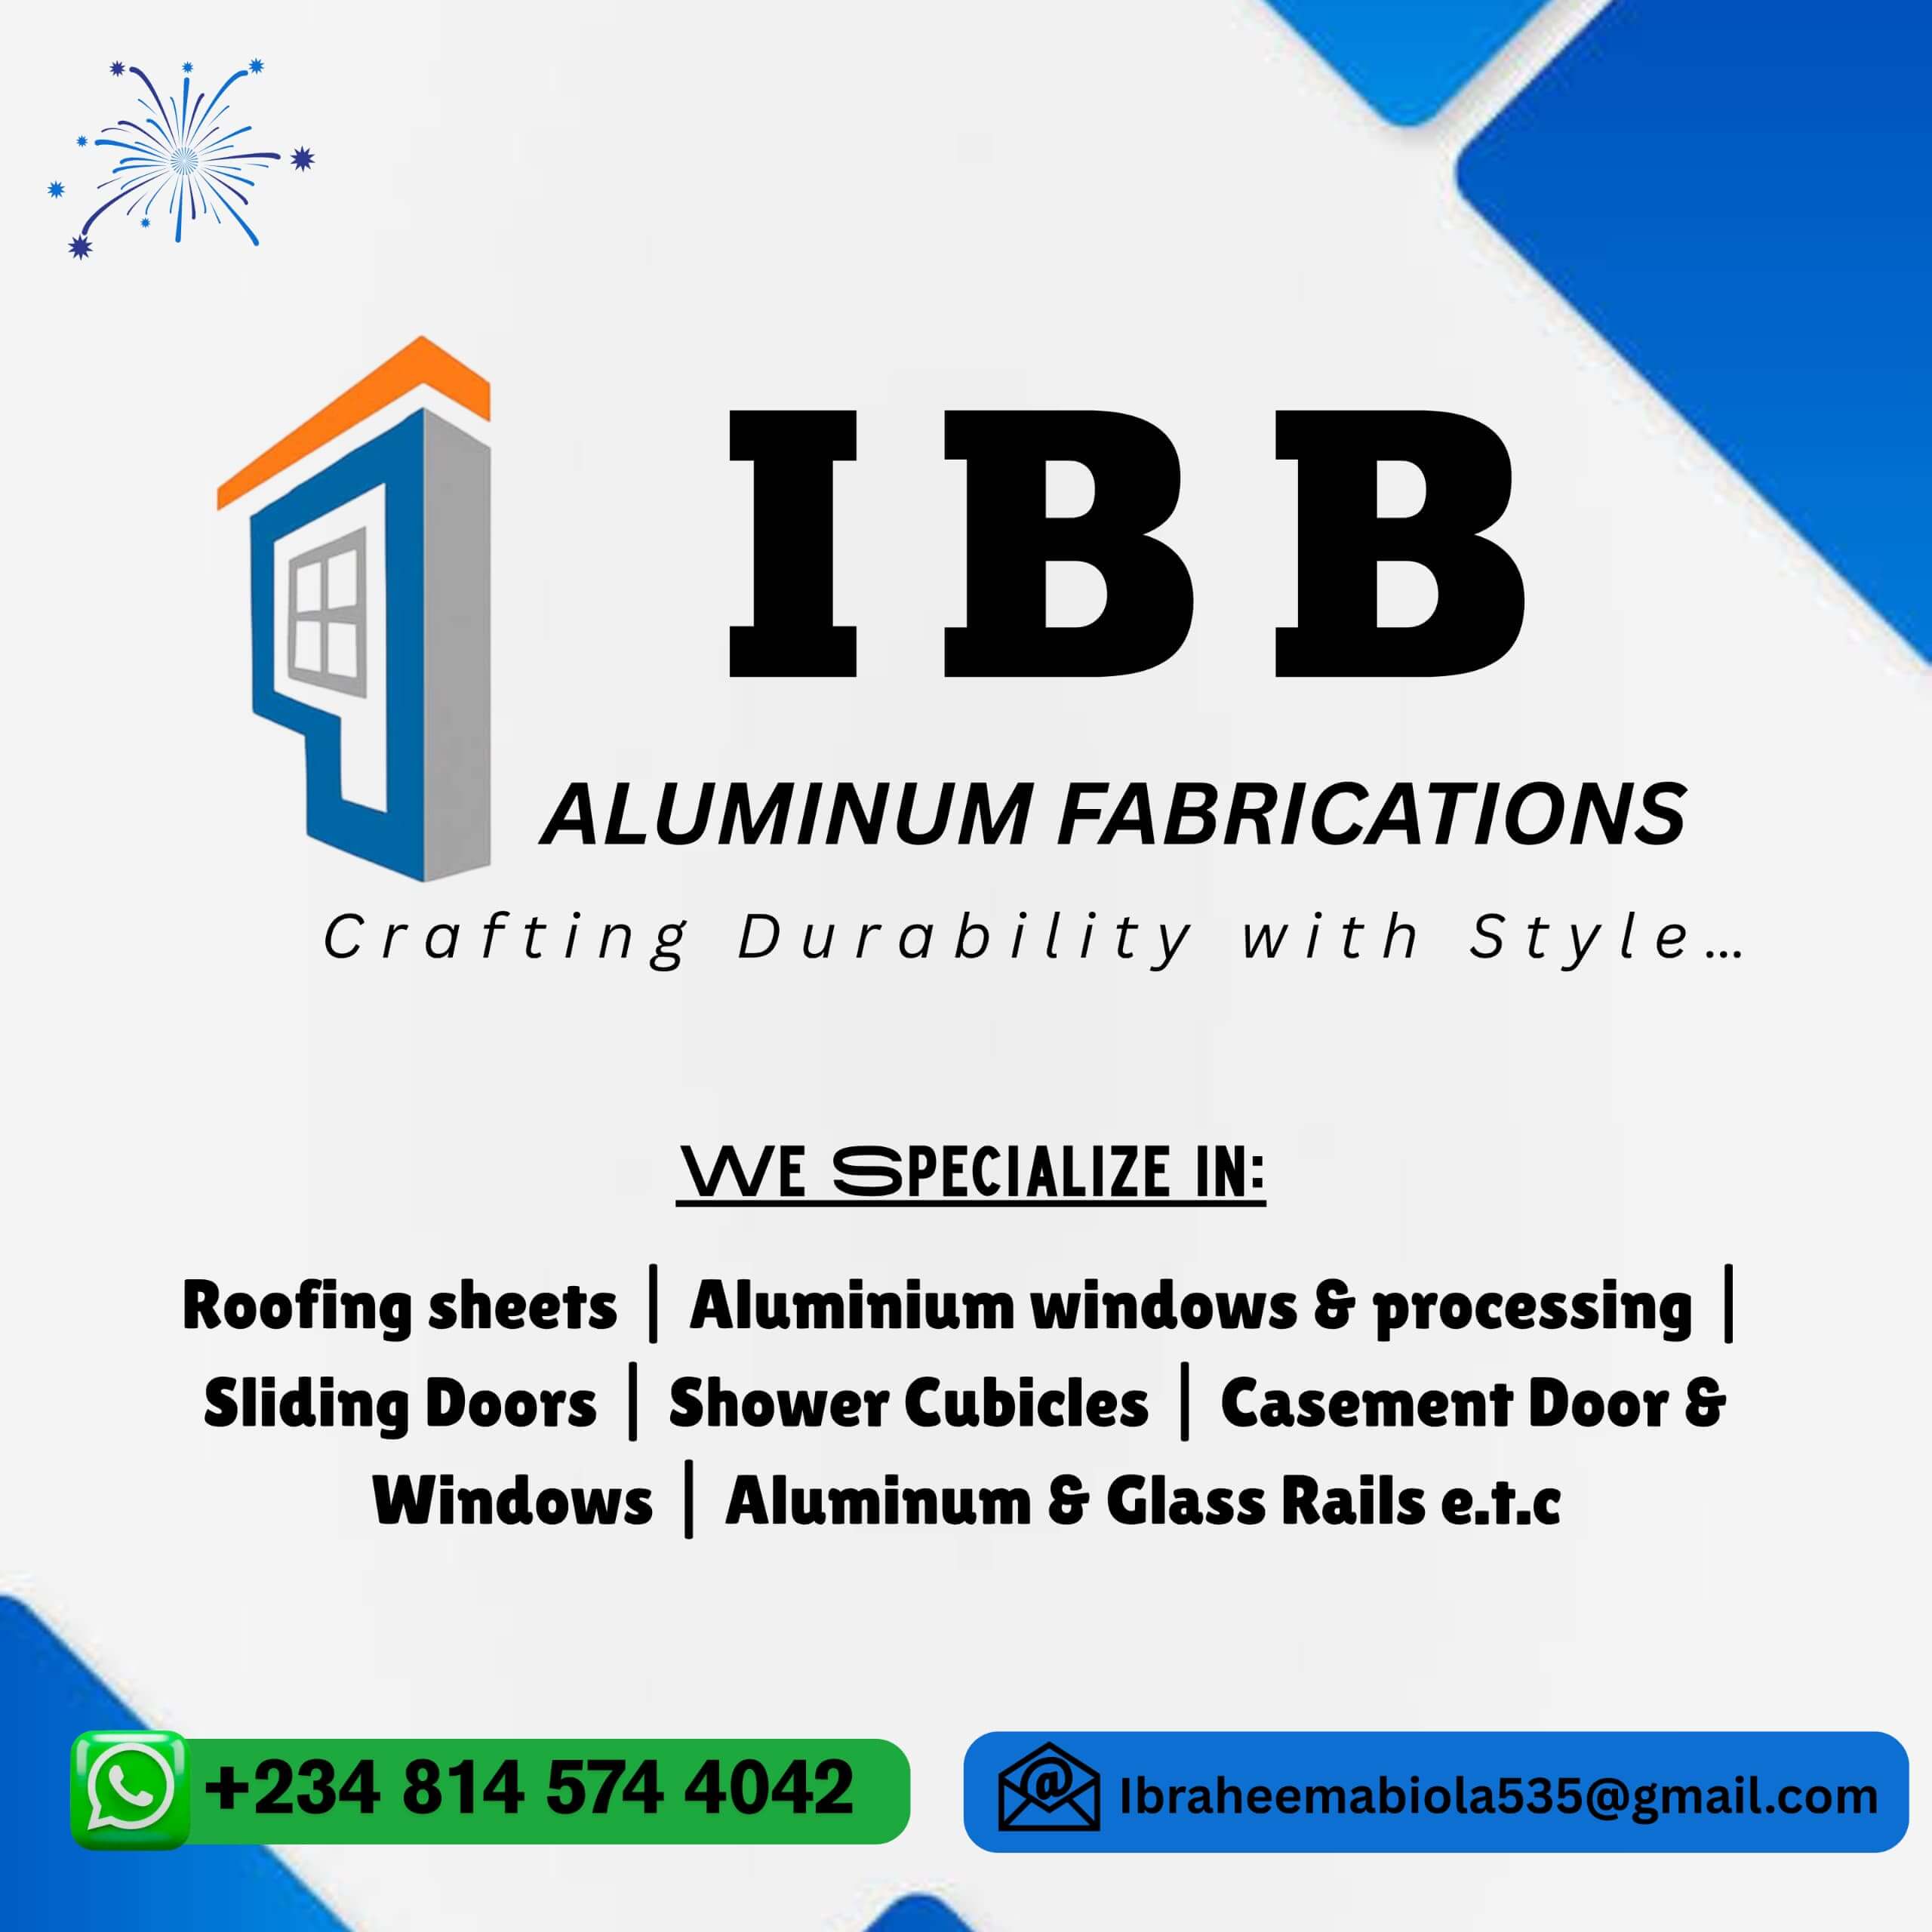 IBB
ALUMINUM FABRICATIONS
Crafting Durability with Style...
WE SPECIALIZE IN:
Roofing sheets | Aluminium windows & processing |
Sliding Doors | Shower Cubicles | Casement Door &
Windows | Aluminum & Glass Rails e.t.c
+234 814 574 4042
Ibraheemabiola535@gmail.com